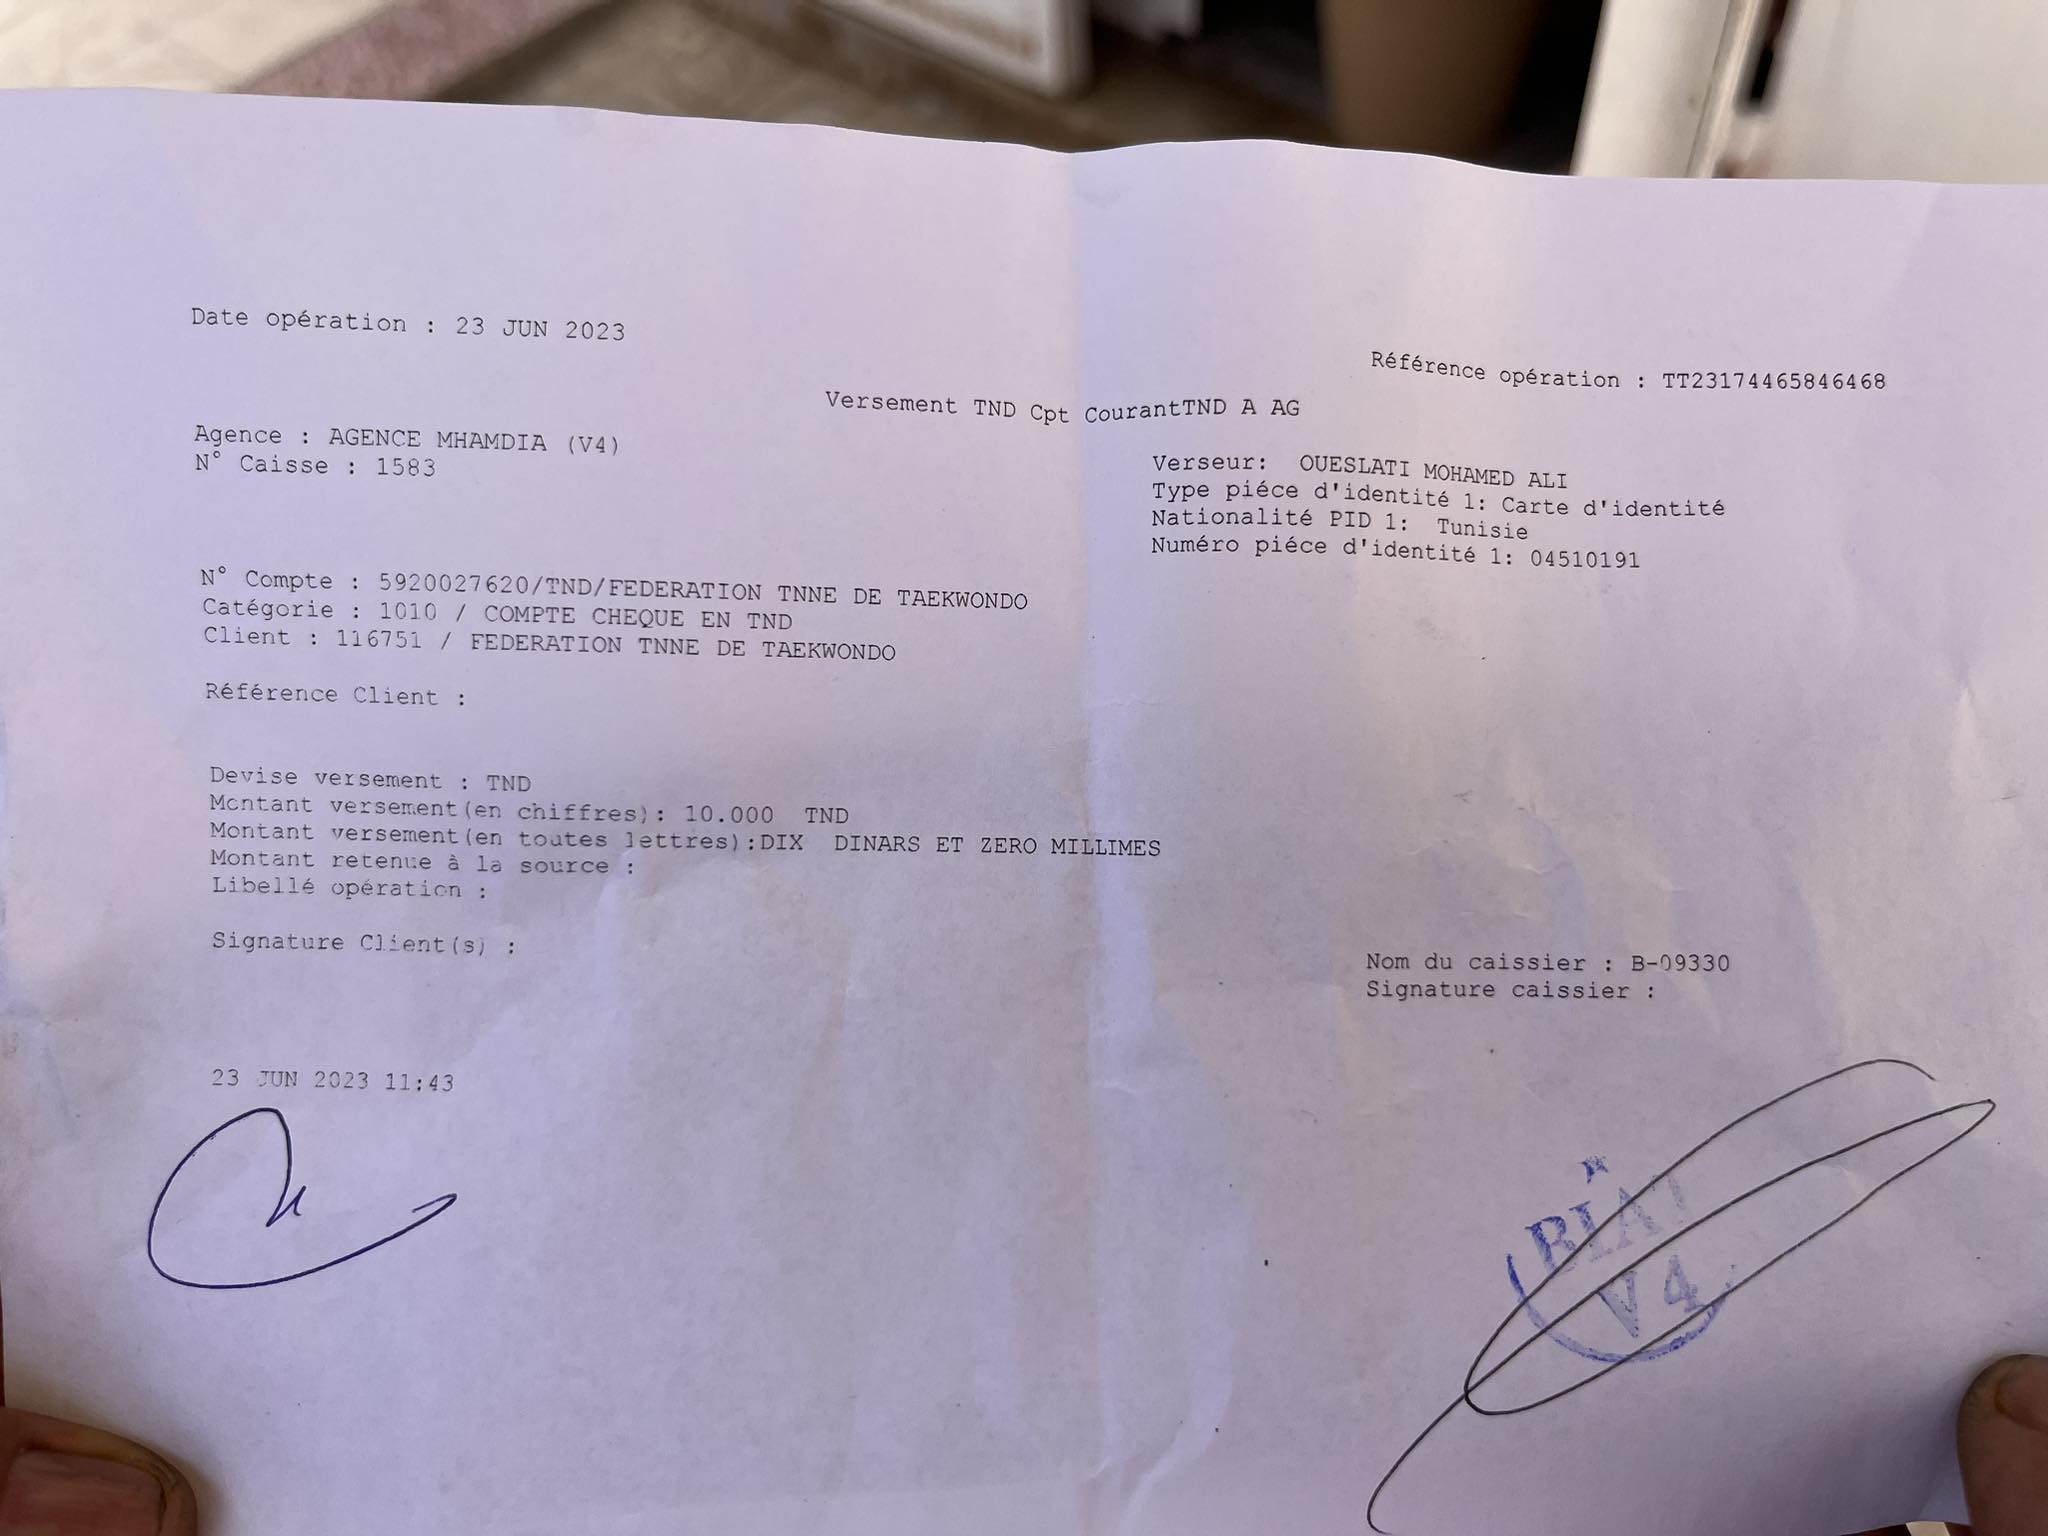 Date opération : 23 JUN 2023
Référence opération : TT23174465846468
Versement TND Cpt CourantTND A AG
Agence : AGENCE MHAMDIA (V4)
N° Caisse : 1583
Verseur: OUESLATI MOHAMED ALI
Type piéce d'identité 1: Carte d'identité
Nationalité PID 1: Tunisie
Numéro piéce d'identité 1: 04510191
N° Compte : 5920027620/TND/FEDERATION TNNE DE TAEKWONDO
Catégorie : 1010 / COMPTE CHEQUE EN TND
Client : 116751 / FEDERATION TNNE DE TAEKWONDO
Référence Client :
Devise versement : TND
Montant versement(en chiffres): 10.000 TND
Montant versement(en toutes lettres):DIX DINARS ET ZERO MILLIMES
Montant retenue à la source :
Libellé opération :
Signature Client(s) :
Nom du caissier : B-09330
Signature caissier :
23 JUN 2023 11:43
BIAT
V4